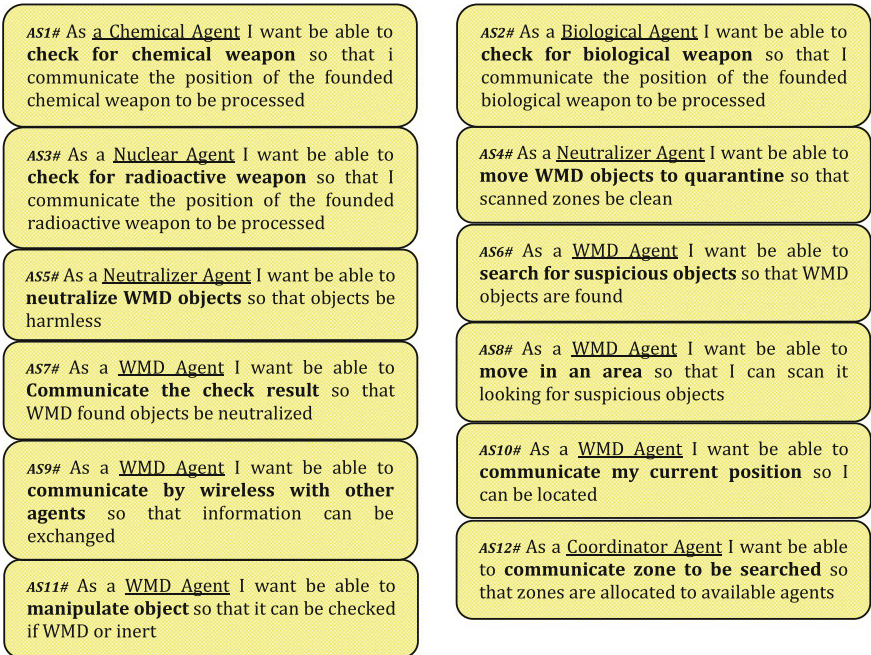 AS1# As a Chemical Agent I want be able to
check for chemical weapon so that i
communicate the position of the founded
chemical weapon to be processed
AS2# As a Biological Agent I want be able to
check for biological weapon so that I
communicate the position of the founded
biological weapon to be processed
AS3# As a Nuclear Agent I want be able to
check for radioactive weapon so that I
communicate the position of the founded
radioactive weapon to be processed
AS4# As a Neutralizer Agent I want be able to
move WMD objects to quarantine so that
scanned zones be clean
AS5# As a Neutralizer Agent I want be able to
neutralize WMD objects so that objects be
harmless
AS6# As a WMD Agent I want be able to
search for suspicious objects so that WMD
objects are found
AS7# As a WMD Agent I want be able to
Communicate the check result so that
WMD found objects be neutralized
AS8# As a WMD Agent I want be able to
move in an area so that I can scan it
looking for suspicious objects
AS9# As a WMD Agent I want be able to
communicate by wireless with other
agents so that information can be
exchanged
AS10# As a WMD Agent I want be able to
communicate my current position so I
can be located
AS11# As a WMD Agent I want be able to
manipulate object so that it can be checked
if WMD or inert
AS12# As a Coordinator Agent I want be able
to communicate zone to be searched so
that zones are allocated to available agents